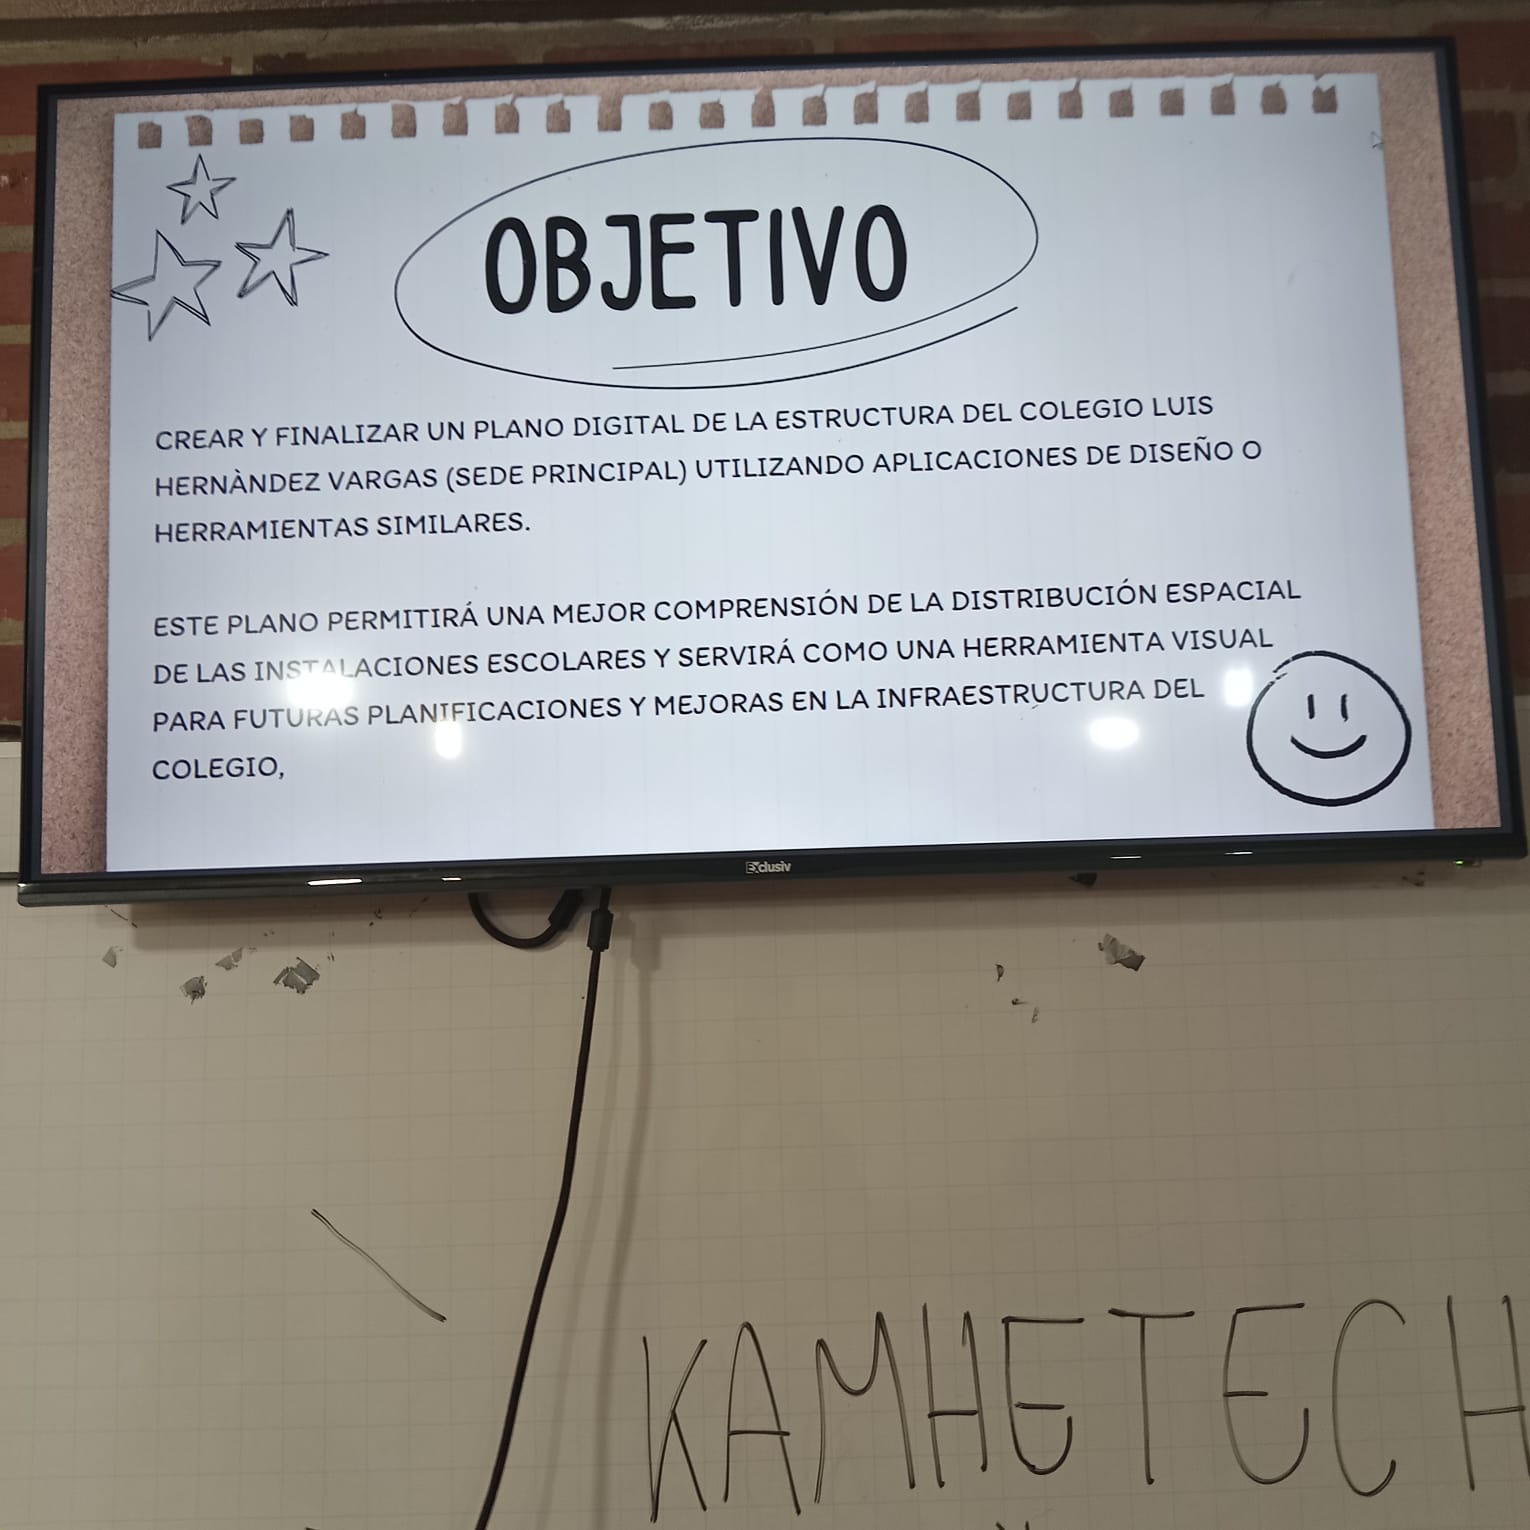 OBJETIVO
CREAR Y FINALIZAR UN PLANO DIGITAL DE LA ESTRUCTURA DEL COLEGIO LUIS
HERNÀNDEZ VARGAS (SEDE PRINCIPAL) UTILIZANDO APLICACIONES DE DISEÑO O
HERRAMIENTAS SIMILARES.
ESTE PLANO PERMITIRÁ UNA MEJOR COMPRENSIÓN DE LA DISTRIBUCIÓN ESPACIAL
DE LAS INSTALACIONES ESCOLARES Y SERVIRÁ COMO UNA HERRAMIENTA VISUAL
PARA FUTURAS PLANIFICACIONES Y MEJORAS EN LA INFRAESTRUCTURA DEL
COLEGIO,
Exclusiv
KAMHETECH